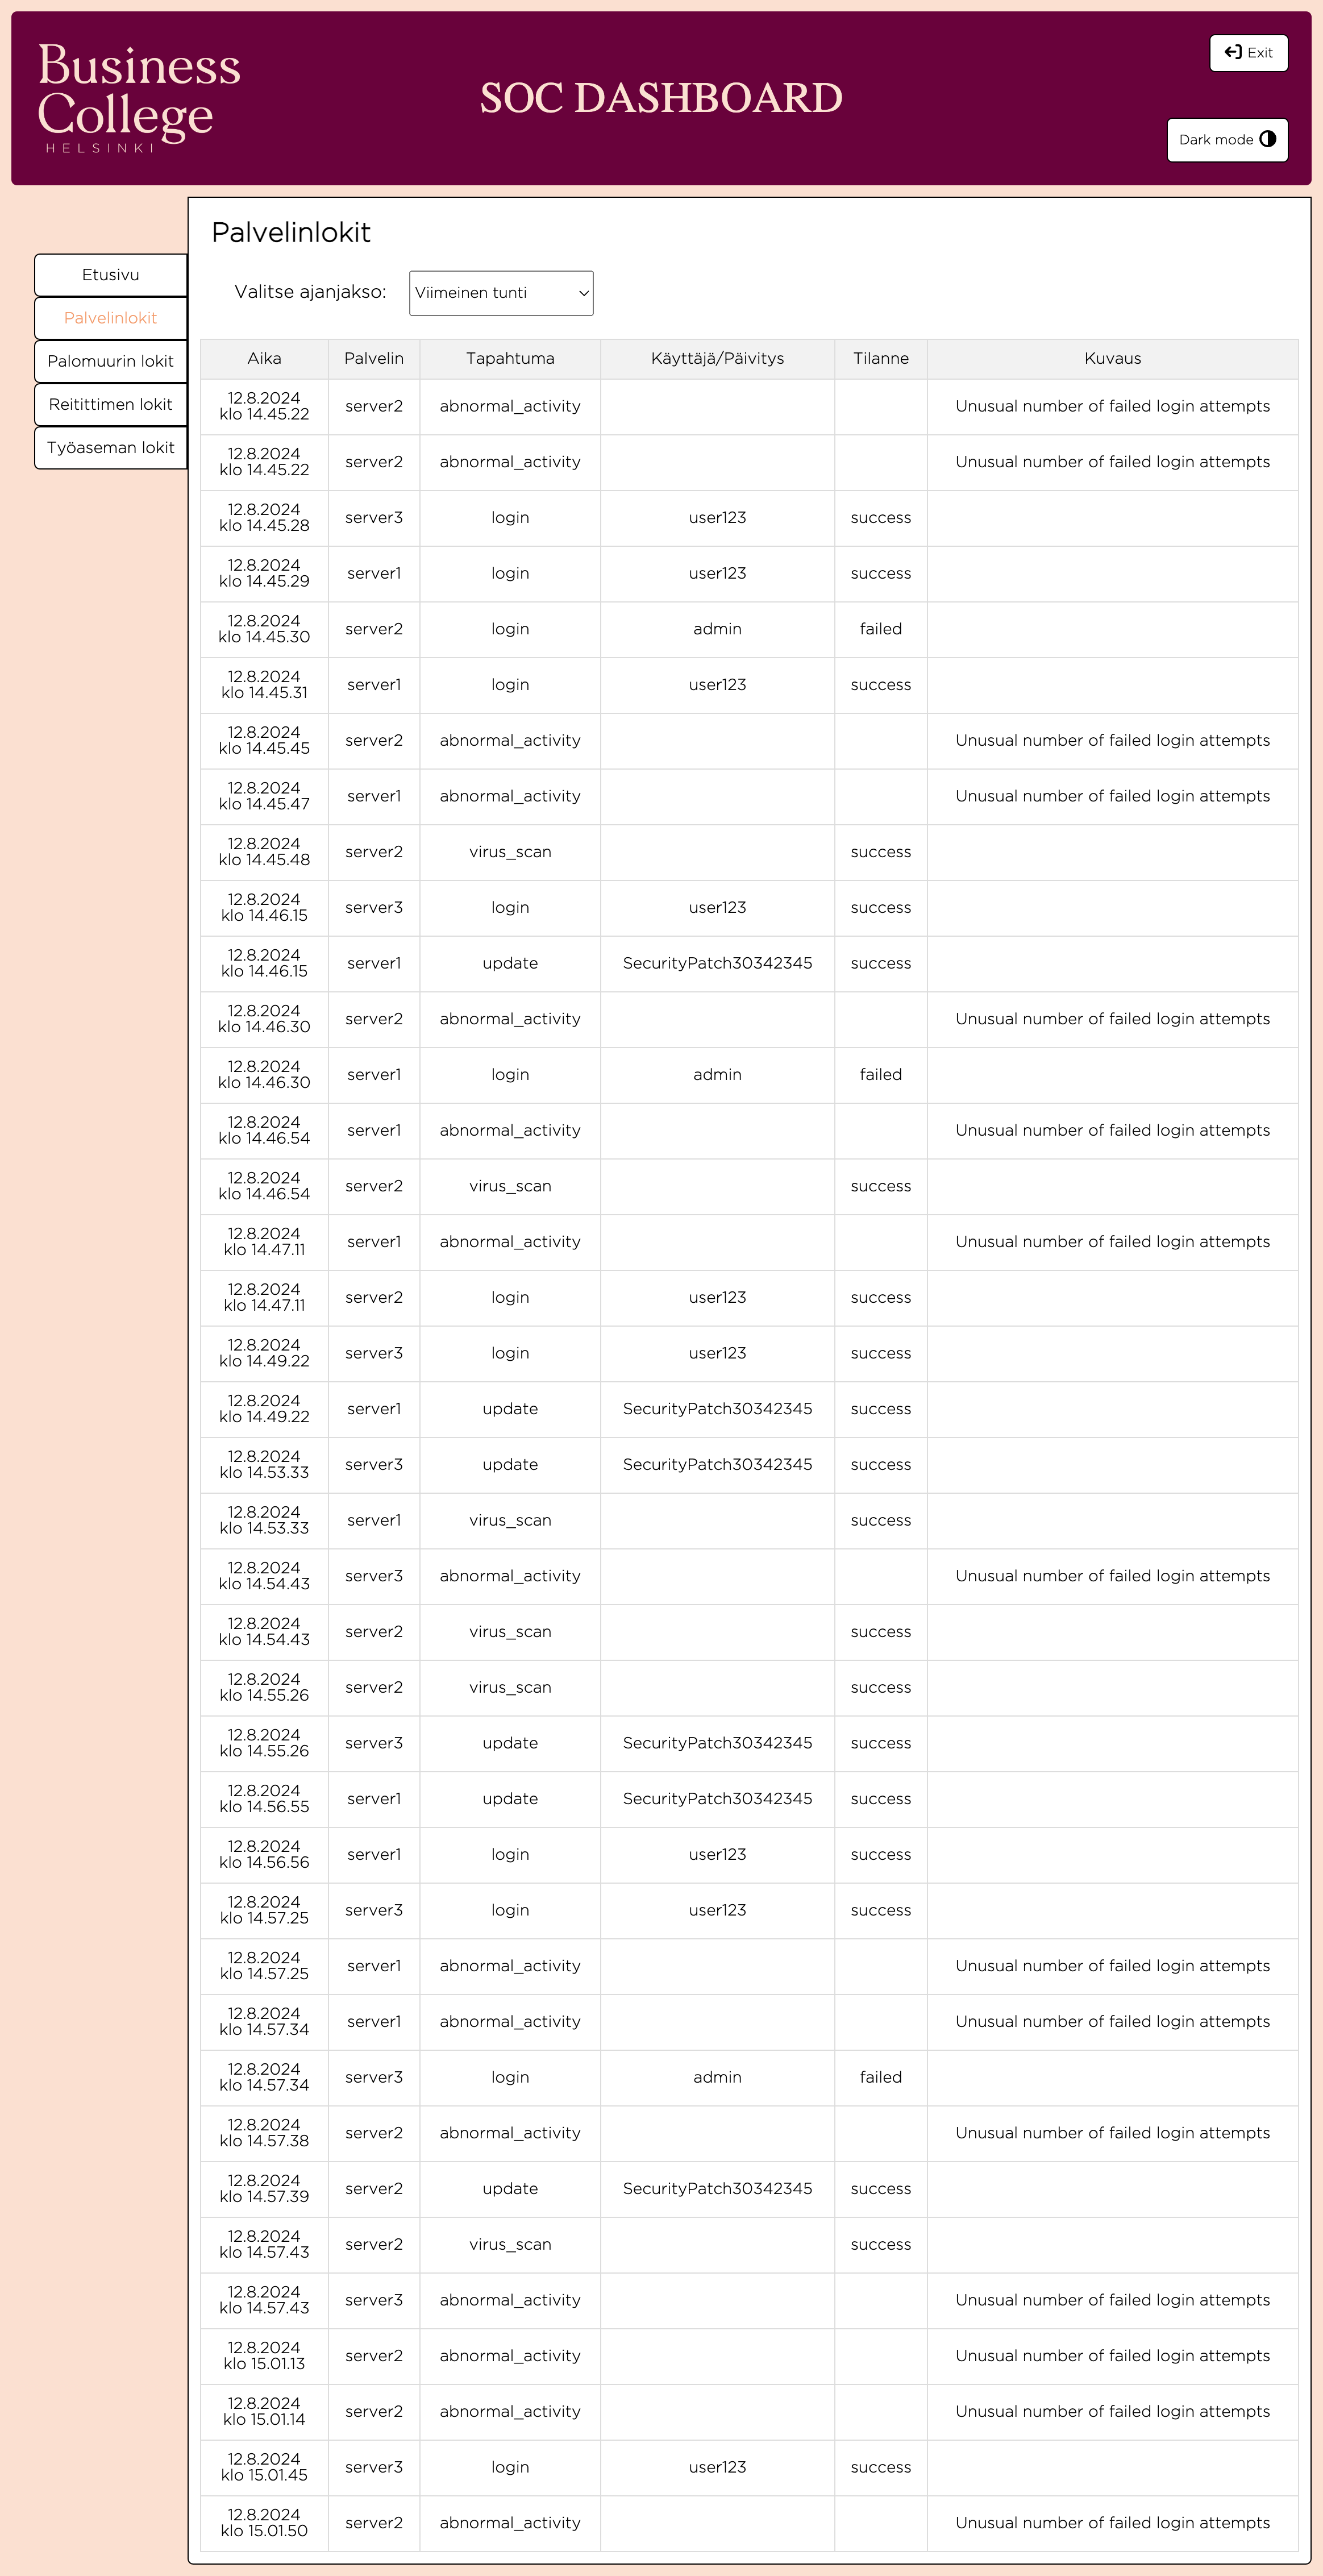 Business
College
HELSINKI
SOC DASHBOARD
Exit
Dark mode
Etusivu
Palvelinlokit
Palomuurin lokit
Reitittimen lokit
Työaseman lokit
Palvelinlokit
Valitse ajanjakso: Viimeinen tunti
Aika Palvelin Tapahtuma Käyttäjä/Päivitys Tilanne Kuvaus
12.8.2024
klo 14.45.22 server2 abnormal_activity Unusual number of failed login attempts
12.8.2024
klo 14.45.22 server2 abnormal_activity Unusual number of failed login attempts
12.8.2024
klo 14.45.28 server3 login user123 success
12.8.2024
klo 14.45.29 server1 login user123 success
12.8.2024
klo 14.45.30 server2 login admin failed
12.8.2024
klo 14.45.31 server1 login user123 success
12.8.2024
klo 14.45.45 server2 abnormal_activity Unusual number of failed login attempts
12.8.2024
klo 14.45.47 server1 abnormal_activity Unusual number of failed login attempts
12.8.2024
klo 14.45.48 server2 virus_scan success
12.8.2024
klo 14.46.15 server3 login user123 success
12.8.2024
klo 14.46.15 server1 update SecurityPatch30342345 success
12.8.2024
klo 14.46.30 server2 abnormal_activity Unusual number of failed login attempts
12.8.2024
klo 14.46.30 server1 login admin failed
12.8.2024
klo 14.46.54 server1 abnormal_activity Unusual number of failed login attempts
12.8.2024
klo 14.46.54 server2 virus_scan success
12.8.2024
klo 14.47.11 server1 abnormal_activity Unusual number of failed login attempts
12.8.2024
klo 14.47.11 server2 login user123 success
12.8.2024
klo 14.49.22 server3 login user123 success
12.8.2024
klo 14.49.22 server1 update SecurityPatch30342345 success
12.8.2024
klo 14.53.33 server3 update SecurityPatch30342345 success
12.8.2024
klo 14.53.33 server1 virus_scan success
12.8.2024
klo 14.54.43 server3 abnormal_activity Unusual number of failed login attempts
12.8.2024
klo 14.54.43 server2 virus_scan success
12.8.2024
klo 14.55.26 server2 virus_scan success
12.8.2024
klo 14.55.26 server3 update SecurityPatch30342345 success
12.8.2024
klo 14.56.55 server1 update SecurityPatch30342345 success
12.8.2024
klo 14.56.56 server1 login user123 success
12.8.2024
klo 14.57.25 server3 login user123 success
12.8.2024
klo 14.57.25 server1 abnormal_activity Unusual number of failed login attempts
12.8.2024
klo 14.57.34 server1 abnormal_activity Unusual number of failed login attempts
12.8.2024
klo 14.57.34 server3 login admin failed
12.8.2024
klo 14.57.38 server2 abnormal_activity Unusual number of failed login attempts
12.8.2024
klo 14.57.39 server2 update SecurityPatch30342345 success
12.8.2024
klo 14.57.43 server2 virus_scan success
12.8.2024
klo 14.57.43 server3 abnormal_activity Unusual number of failed login attempts
12.8.2024
klo 15.01.13 server2 abnormal_activity Unusual number of failed login attempts
12.8.2024
klo 15.01.14 server2 abnormal_activity Unusual number of failed login attempts
12.8.2024
klo 15.01.45 server3 login user123 success
12.8.2024
klo 15.01.50 server2 abnormal_activity Unusual number of failed login attempts